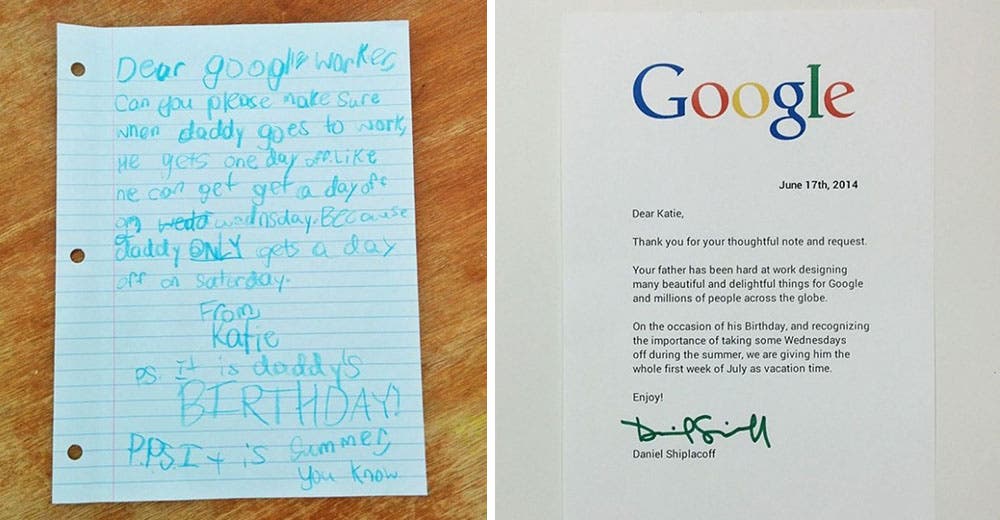 Dear google worker,
Can you please make sure
when daddy goes to work,
He gets one day off. Like
he can get get a day off
on wedd wednsday. Because
daddy ONLY gets a day
off on saturday.
From,
Katie
P.S. It is daddy's
BIRTHDAY!
P.P.S. It is summer,
you know
Google
June 17th, 2014
Dear Katie,
Thank you for your thoughtful note and request.
Your father has been hard at work designing
many beautiful and delightful things for Google
and millions of people across the globe.
On the occasion of his Birthday, and recognizing
the importance of taking some Wednesdays
off during the summer, we are giving him the
whole first week of July as vacation time.
Enjoy!
Daniel Shiplacoff